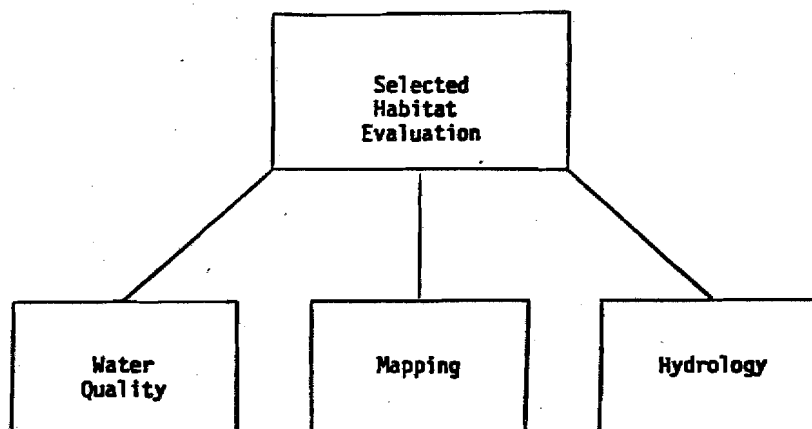 Selected
Habitat
Evaluation
Water
Quality
Mapping
Hydrology